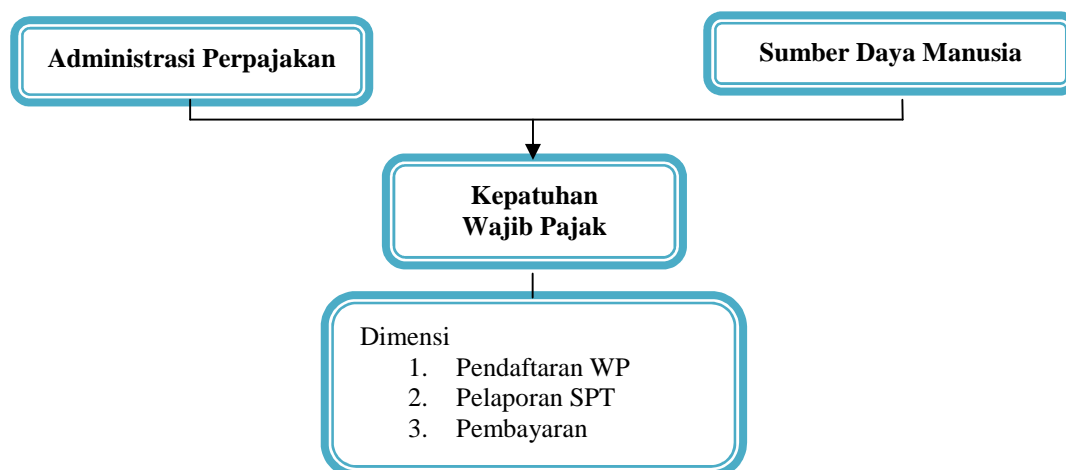 Administrasi Perpajakan
Sumber Daya Manusia
Kepatuhan
Wajib Pajak
Dimensi
1. Pendaftaran WP
2. Pelaporan SPT
3. Pembayaran